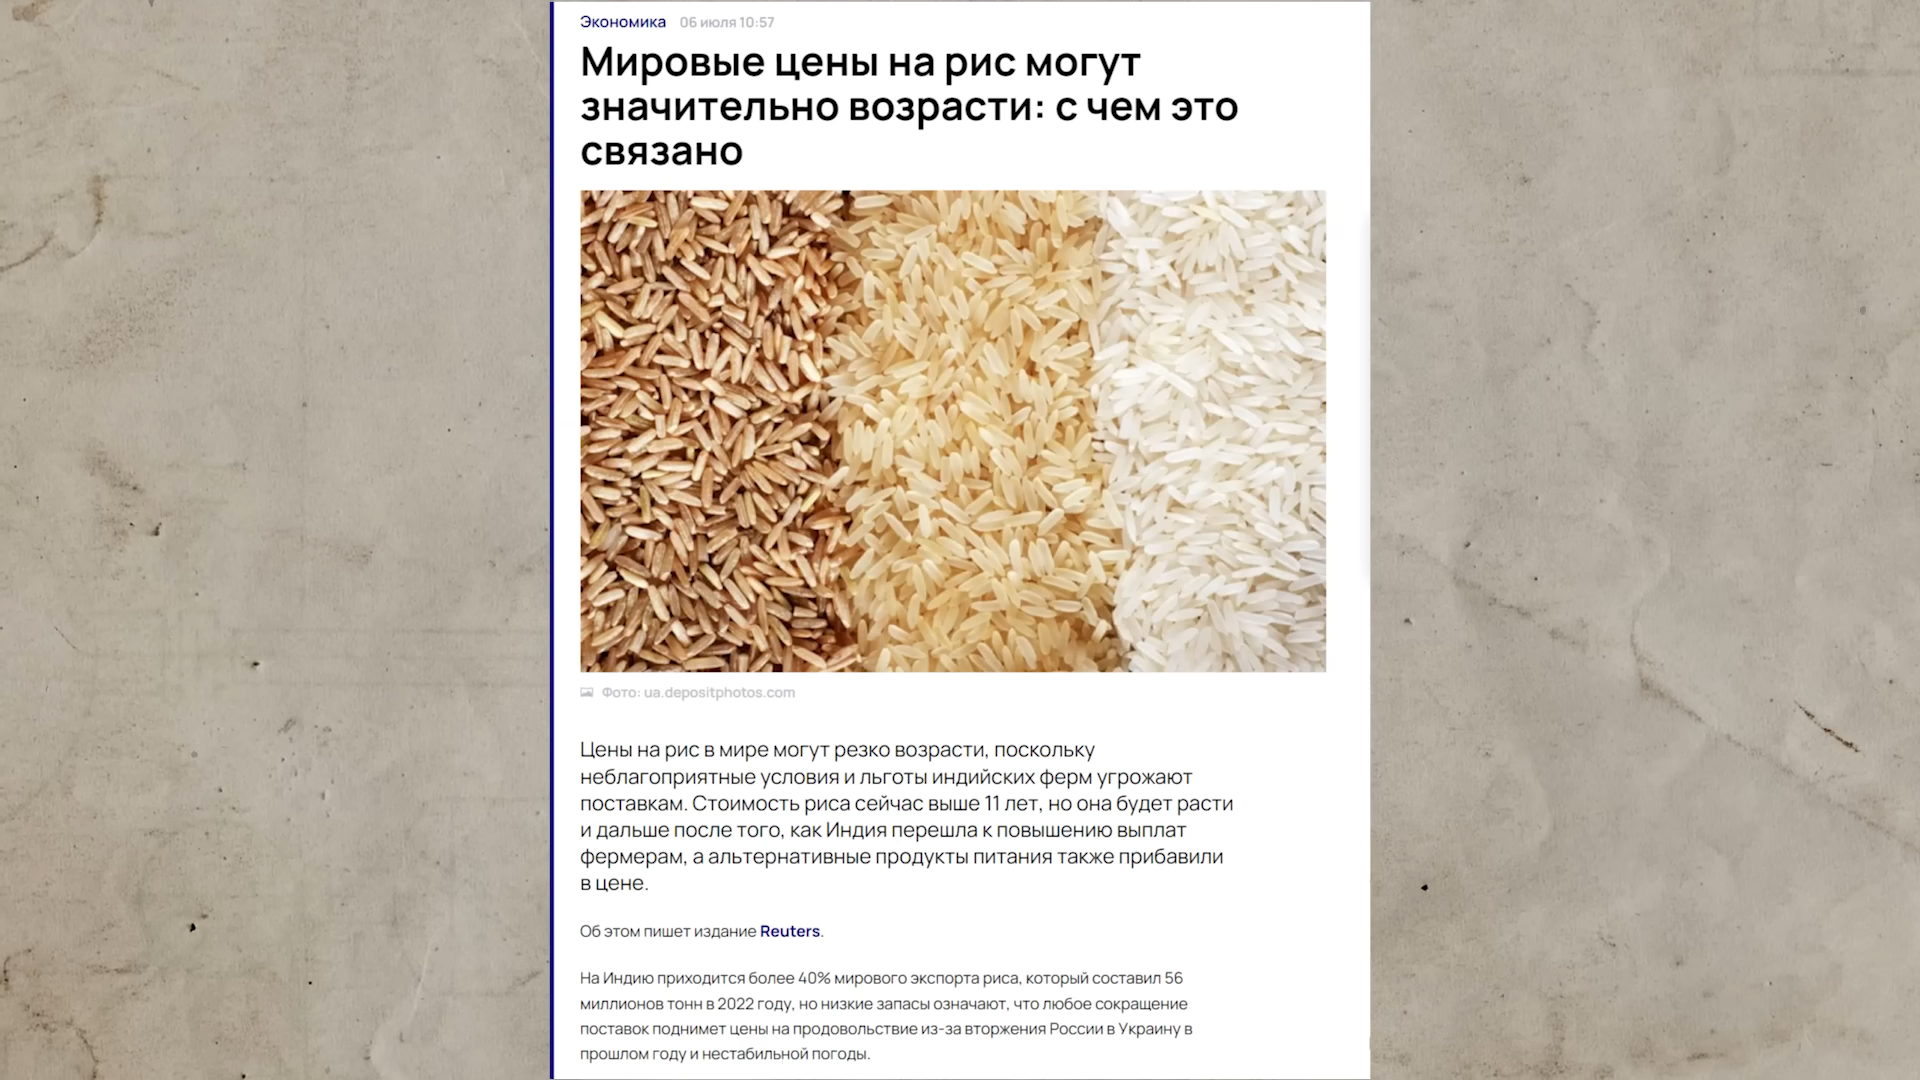 Экономика 06 июля 10:57
Мировые цены на рис могут
значительно возрасти: с чем это
связано
Фото: ua.depositphotos.com
Цены на рис в мире могут резко возрасти, поскольку
неблагоприятные условия и льготы индийских ферм угрожают
поставкам. Стоимость риса сейчас выше 11 лет, но она будет расти
и дальше после того, как Индия перешла к повышению выплат
фермерам, а альтернативные продукты питания также прибавили
в цене.
Об этом пишет издание Reuters.
На Индию приходится более 40% мирового экспорта риса, который составил 56
миллионов тонн в 2022 году, но низкие запасы означают, что любое сокращение
поставок поднимет цены на продовольствие из-за вторжения России в Украину в
прошлом году и нестабильной погоды.